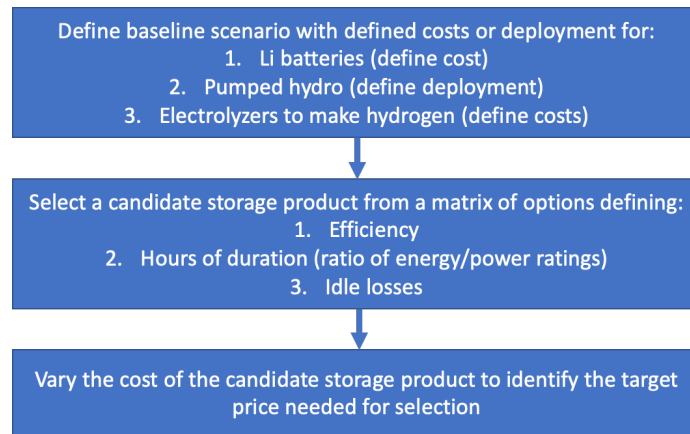 Define baseline scenario with defined costs or deployment for:
1. Li batteries (define cost)
2. Pumped hydro (define deployment)
3. Electrolyzers to make hydrogen (define costs)
Select a candidate storage product from a matrix of options defining:
1. Efficiency
2. Hours of duration (ratio of energy/power ratings)
3. Idle losses
Vary the cost of the candidate storage product to identify the target
price needed for selection